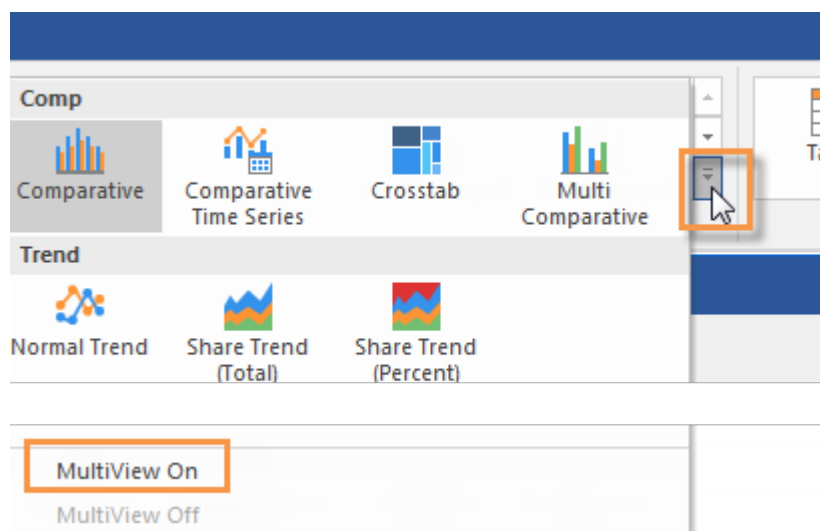 Comp
Comparative
Comparative
Time Series
Crosstab
Multi
Comparative
Trend
Normal Trend
Share Trend
(Total)
Share Trend
(Percent)
MultiView On
MultiView Off